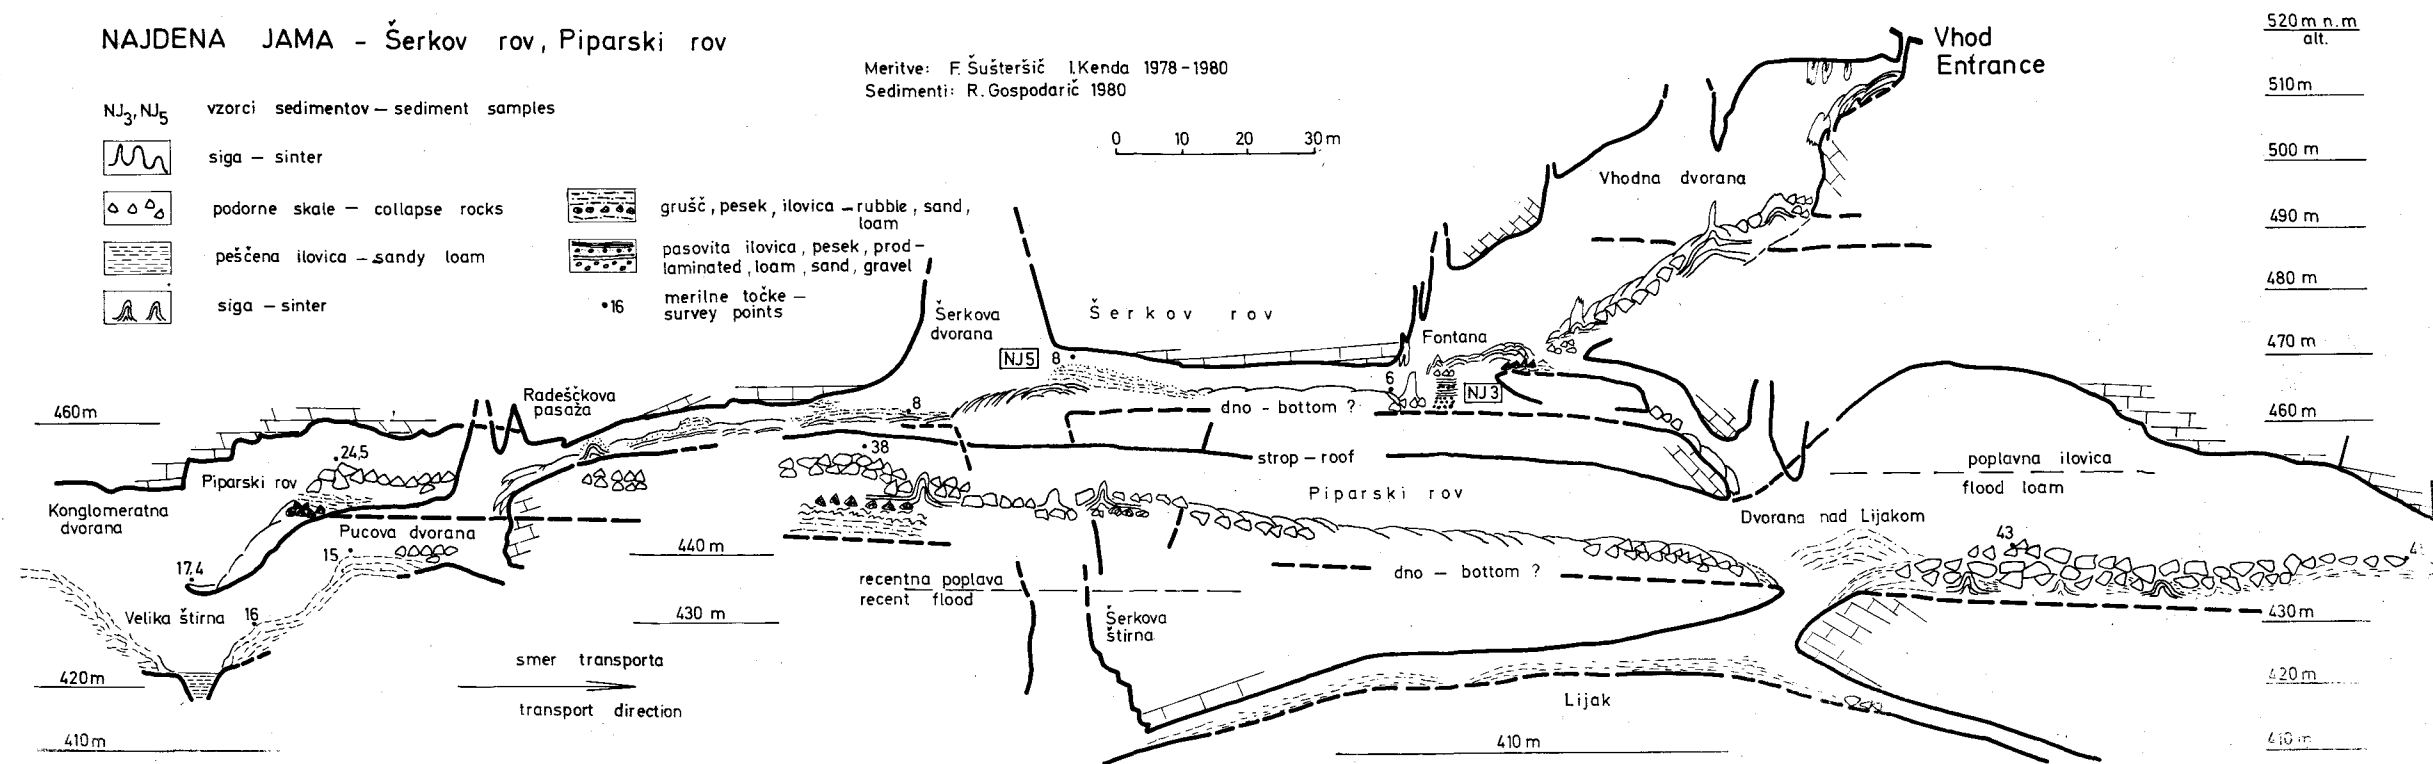 NAJDENA JAMA – Šerkov rov, Piparski rov
Meritve: F. Šušteršič I. Kenda 1978–1980
Sedimenti: R. Gospodarič 1980
NJ3, NJ5 vzorci sedimentov – sediment samples
siga – sinter
podorne skale – collapse rocks
peščena ilovica – sandy loam
siga – sinter
grušč, pesek, ilovica – rubble, sand,
loam
pasovita ilovica, pesek, prod –
laminated, loam, sand, gravel
•16 merilne točke –
survey points
0 10 20 30 m
Vhod
Entrance
520 m n.m
alt.
510 m
500 m
490 m
480 m
470 m
460 m
430 m
420 m
410 m
Vhodna dvorana
Šerkova
dvorana
Šerkov rov
Fontana
NJ5
8
6
NJ3
Radeščkova
pasaža
8
460m
dno – bottom ?
38
24,5
strop – roof
poplavna ilovica
flood loam
Piparski rov
Piparski rov
Konglomeratna
dvorana
Pucova dvorana
Dvorana nad Lijakom
43
15
440 m
17,4
dno – bottom ?
recentna poplava
recent flood
Velika štirna
16
430 m
Šerkova
štirna
smer transporta
transport direction
420m
Lijak
410m
410 m